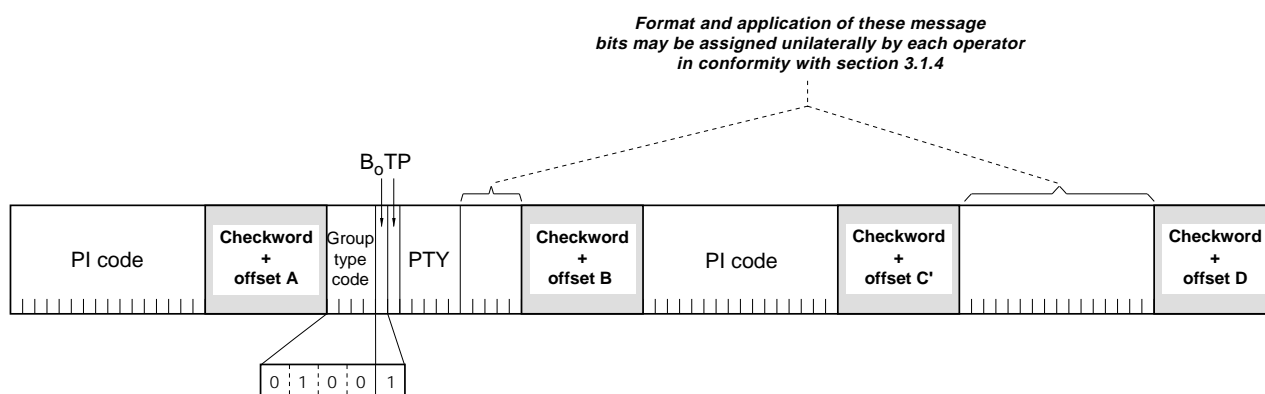 Format and application of these message
bits may be assigned unilaterally by each operator
in conformity with section 3.1.4
BoTP
PI code
Checkword
+
offset A
Group
type
code
PTY
Checkword
+
offset B
PI code
Checkword
+
offset C'
Checkword
+
offset D
0 1 0 0 1